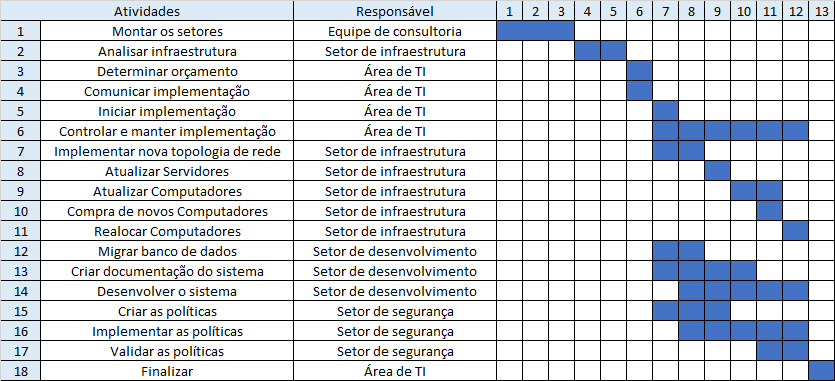 Atividades Responsável 1 2 3 4 5 6 7 8 9 10 11 12 13
1 Montar os setores Equipe de consultoria
2 Analisar infraestrutura Setor de infraestrutura
3 Determinar orçamento Área de TI
4 Comunicar implementação Área de TI
5 Iniciar implementação Área de TI
6 Controlar e manter implementação Área de TI
7 Implementar nova topologia de rede Setor de infraestrutura
8 Atualizar Servidores Setor de infraestrutura
9 Atualizar Computadores Setor de infraestrutura
10 Compra de novos Computadores Setor de infraestrutura
11 Realocar Computadores Setor de infraestrutura
12 Migrar banco de dados Setor de desenvolvimento
13 Criar documentação do sistema Setor de desenvolvimento
14 Desenvolver o sistema Setor de desenvolvimento
15 Criar as políticas Setor de segurança
16 Implementar as políticas Setor de segurança
17 Validar as políticas Setor de segurança
18 Finalizar Área de TI